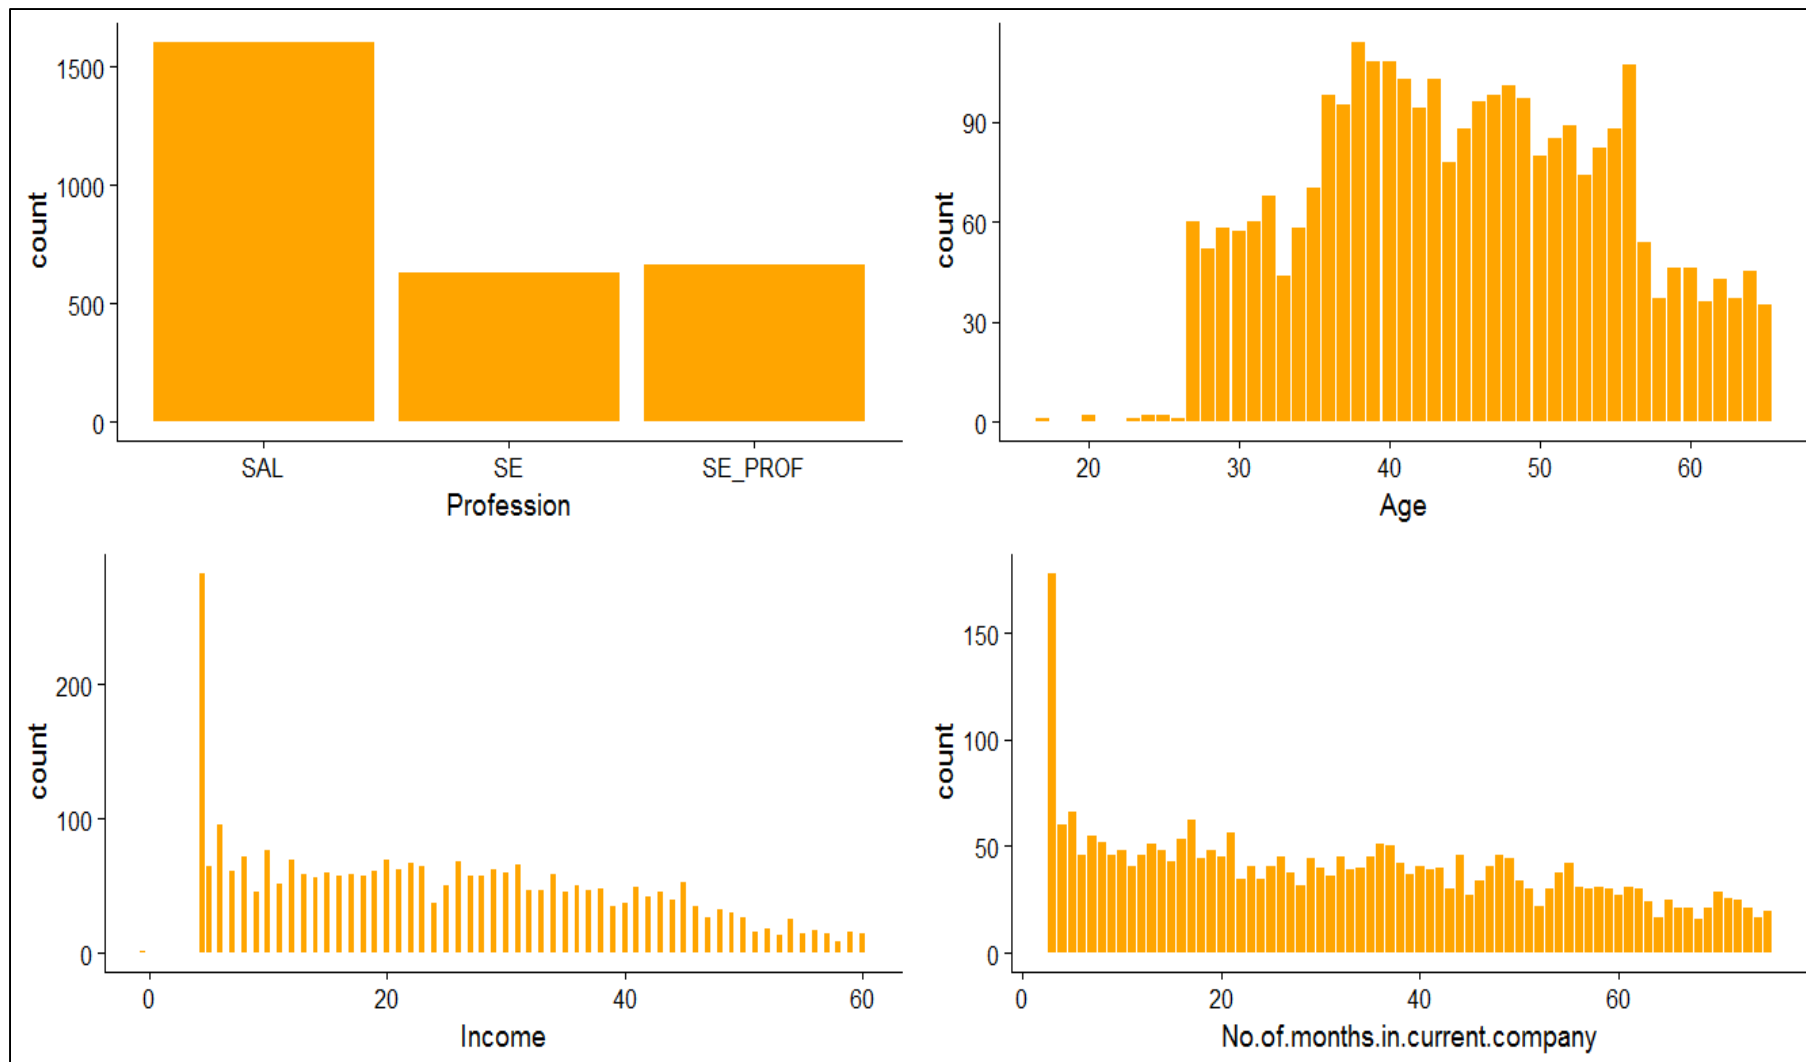 count
1500
1000
500
0
SAL SE SE_PROF
Profession
count
90
60
30
0
20 30 40 50 60
Age
count
200
100
0
0 20 40 60
Income
count
150
100
50
0
0 20 40 60
No.of.months.in.current.company